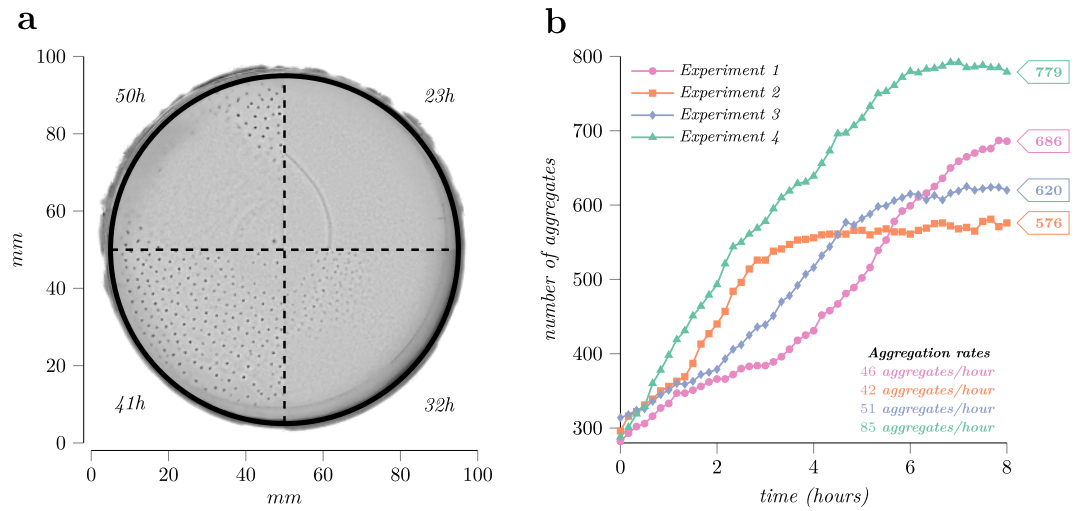 a
100
80
60
40
20
0
mm
50h
23h
41h
32h
0 20 40 60 80 100
mm
b
800
700
600
500
400
300
number of aggregates
Experiment 1
Experiment 2
Experiment 3
Experiment 4
779
686
620
576
Aggregation rates
46 aggregates/hour
42 aggregates/hour
51 aggregates/hour
85 aggregates/hour
0 2 4 6 8
time (hours)